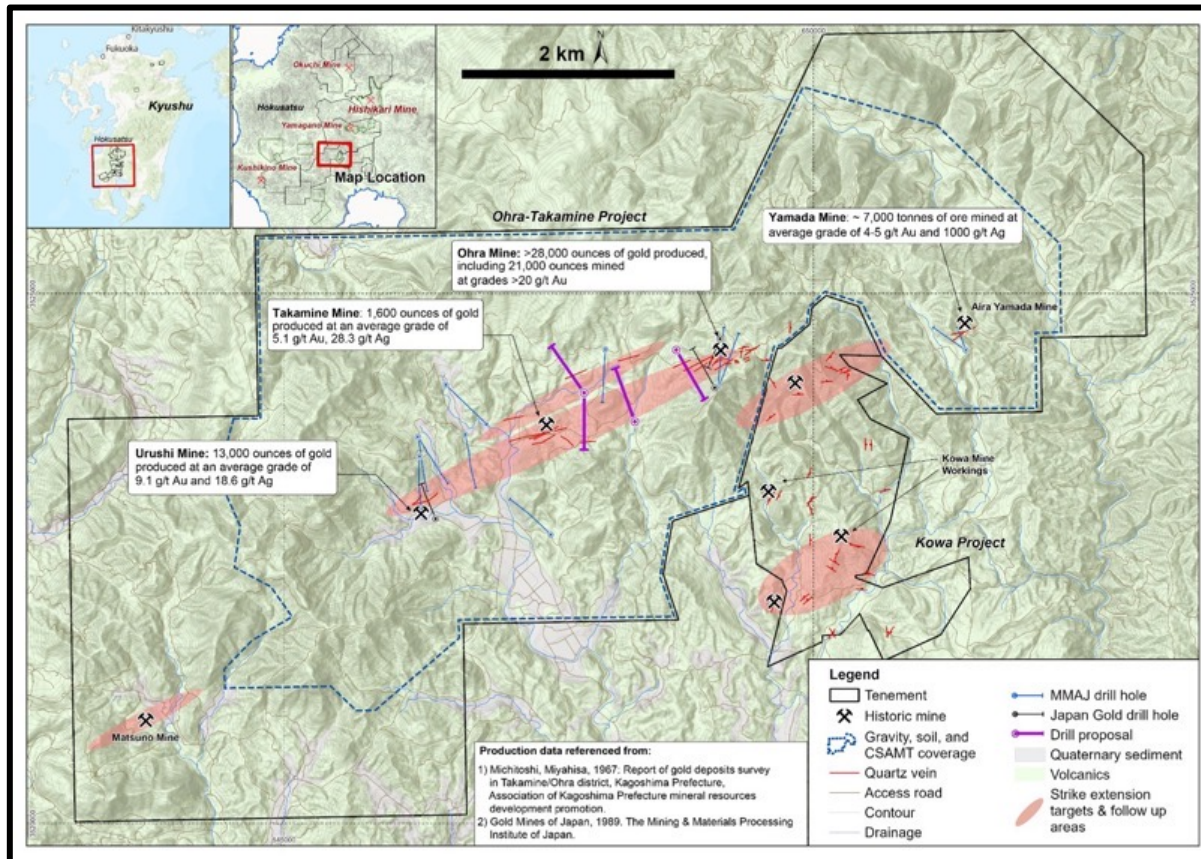 Kitakyushu
Fukuoka
Kyushu
Hokusatsu
Okuchi Mine
Hokusatsu
Hishikari Mine
Yamagano Mine
Kushikino Mine
Map Location
2 km
N
650000
Ohra-Takamine Project
Yamada Mine: ~ 7,000 tonnes of ore mined at
average grade of 4-5 g/t Au and 1000 g/t Ag
Ohra Mine: >28,000 ounces of gold produced,
including 21,000 ounces mined
at grades >20 g/t Au
Aira Yamada Mine
Takamine Mine: 1,600 ounces of gold
produced at an average grade of
5.1 g/t Au, 28.3 g/t Ag
Urushi Mine: 13,000 ounces of gold
produced at an average grade of
9.1 g/t Au and 18.6 g/t Ag
Kowa Mine
Workings
Kowa Project
Matsuno Mine
Production data referenced from:
1) Michitoshi, Miyahisa, 1967: Report of gold deposits survey
in Takamine/Ohra district, Kagoshima Prefecture,
Association of Kagoshima Prefecture mineral resources
development promotion.
2) Gold Mines of Japan, 1989. The Mining & Materials Processing
Institute of Japan.
Legend
Tenement
Historic mine
Gravity, soil, and
CSAMT coverage
Quartz vein
Access road
Contour
Drainage
MMAJ drill hole
Japan Gold drill hole
Drill proposal
Quaternary sediment
Volcanics
Strike extension
targets & follow up
areas